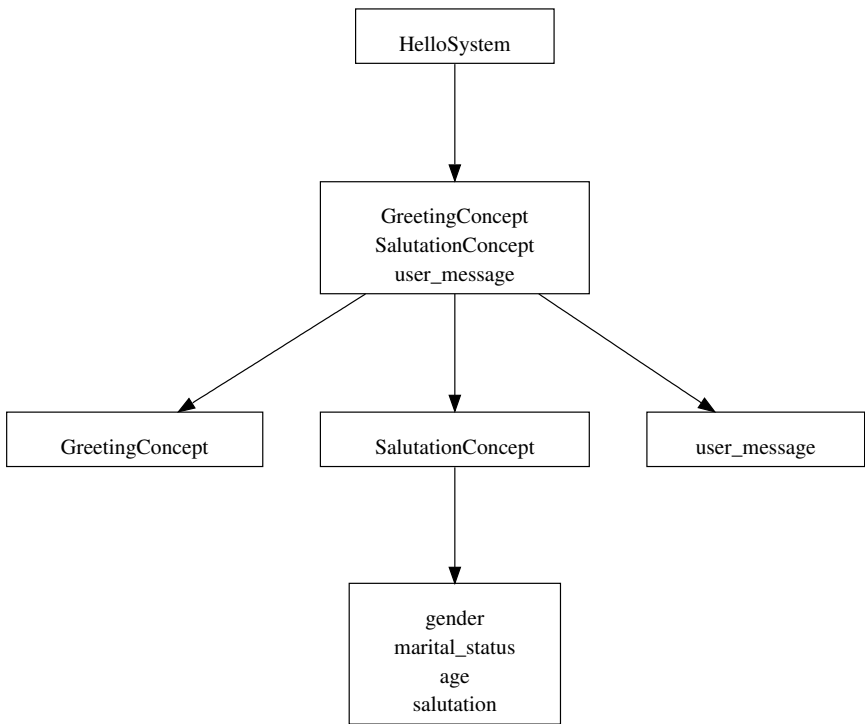 HelloSystem
GreetingConcept
SalutationConcept
user_message
GreetingConcept
SalutationConcept
user_message
gender
marital_status
age
salutation